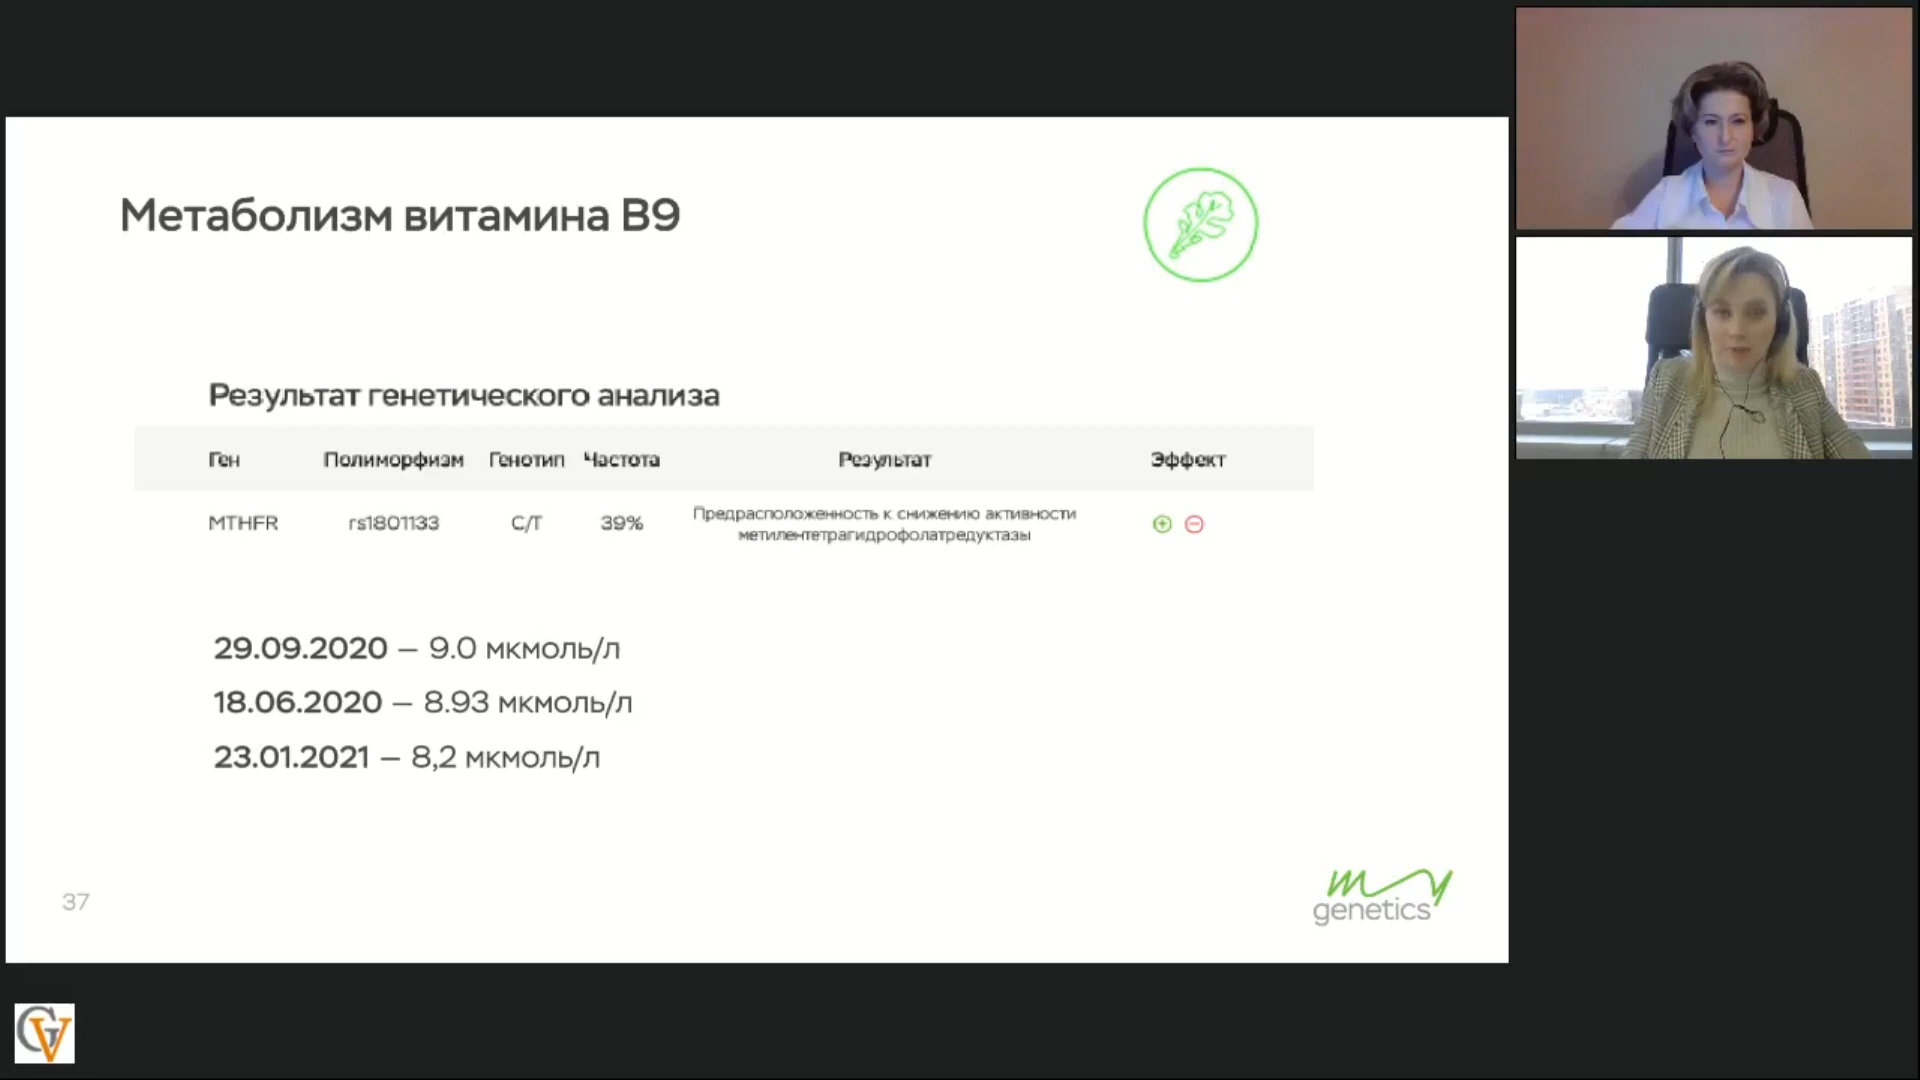 Метаболизм витамина B9
Результат генетического анализа
Ген Полиморфизм Генотип Частота Результат Эффект
MTHFR rs1801133 C/T 39% Предрасположенность к снижению активности
метилентетрагидрофолатредуктазы
29.09.2020 – 9.0 мкмоль/л
18.06.2020 – 8.93 мкмоль/л
23.01.2021 – 8,2 мкмоль/л
37
my
genetics
GV